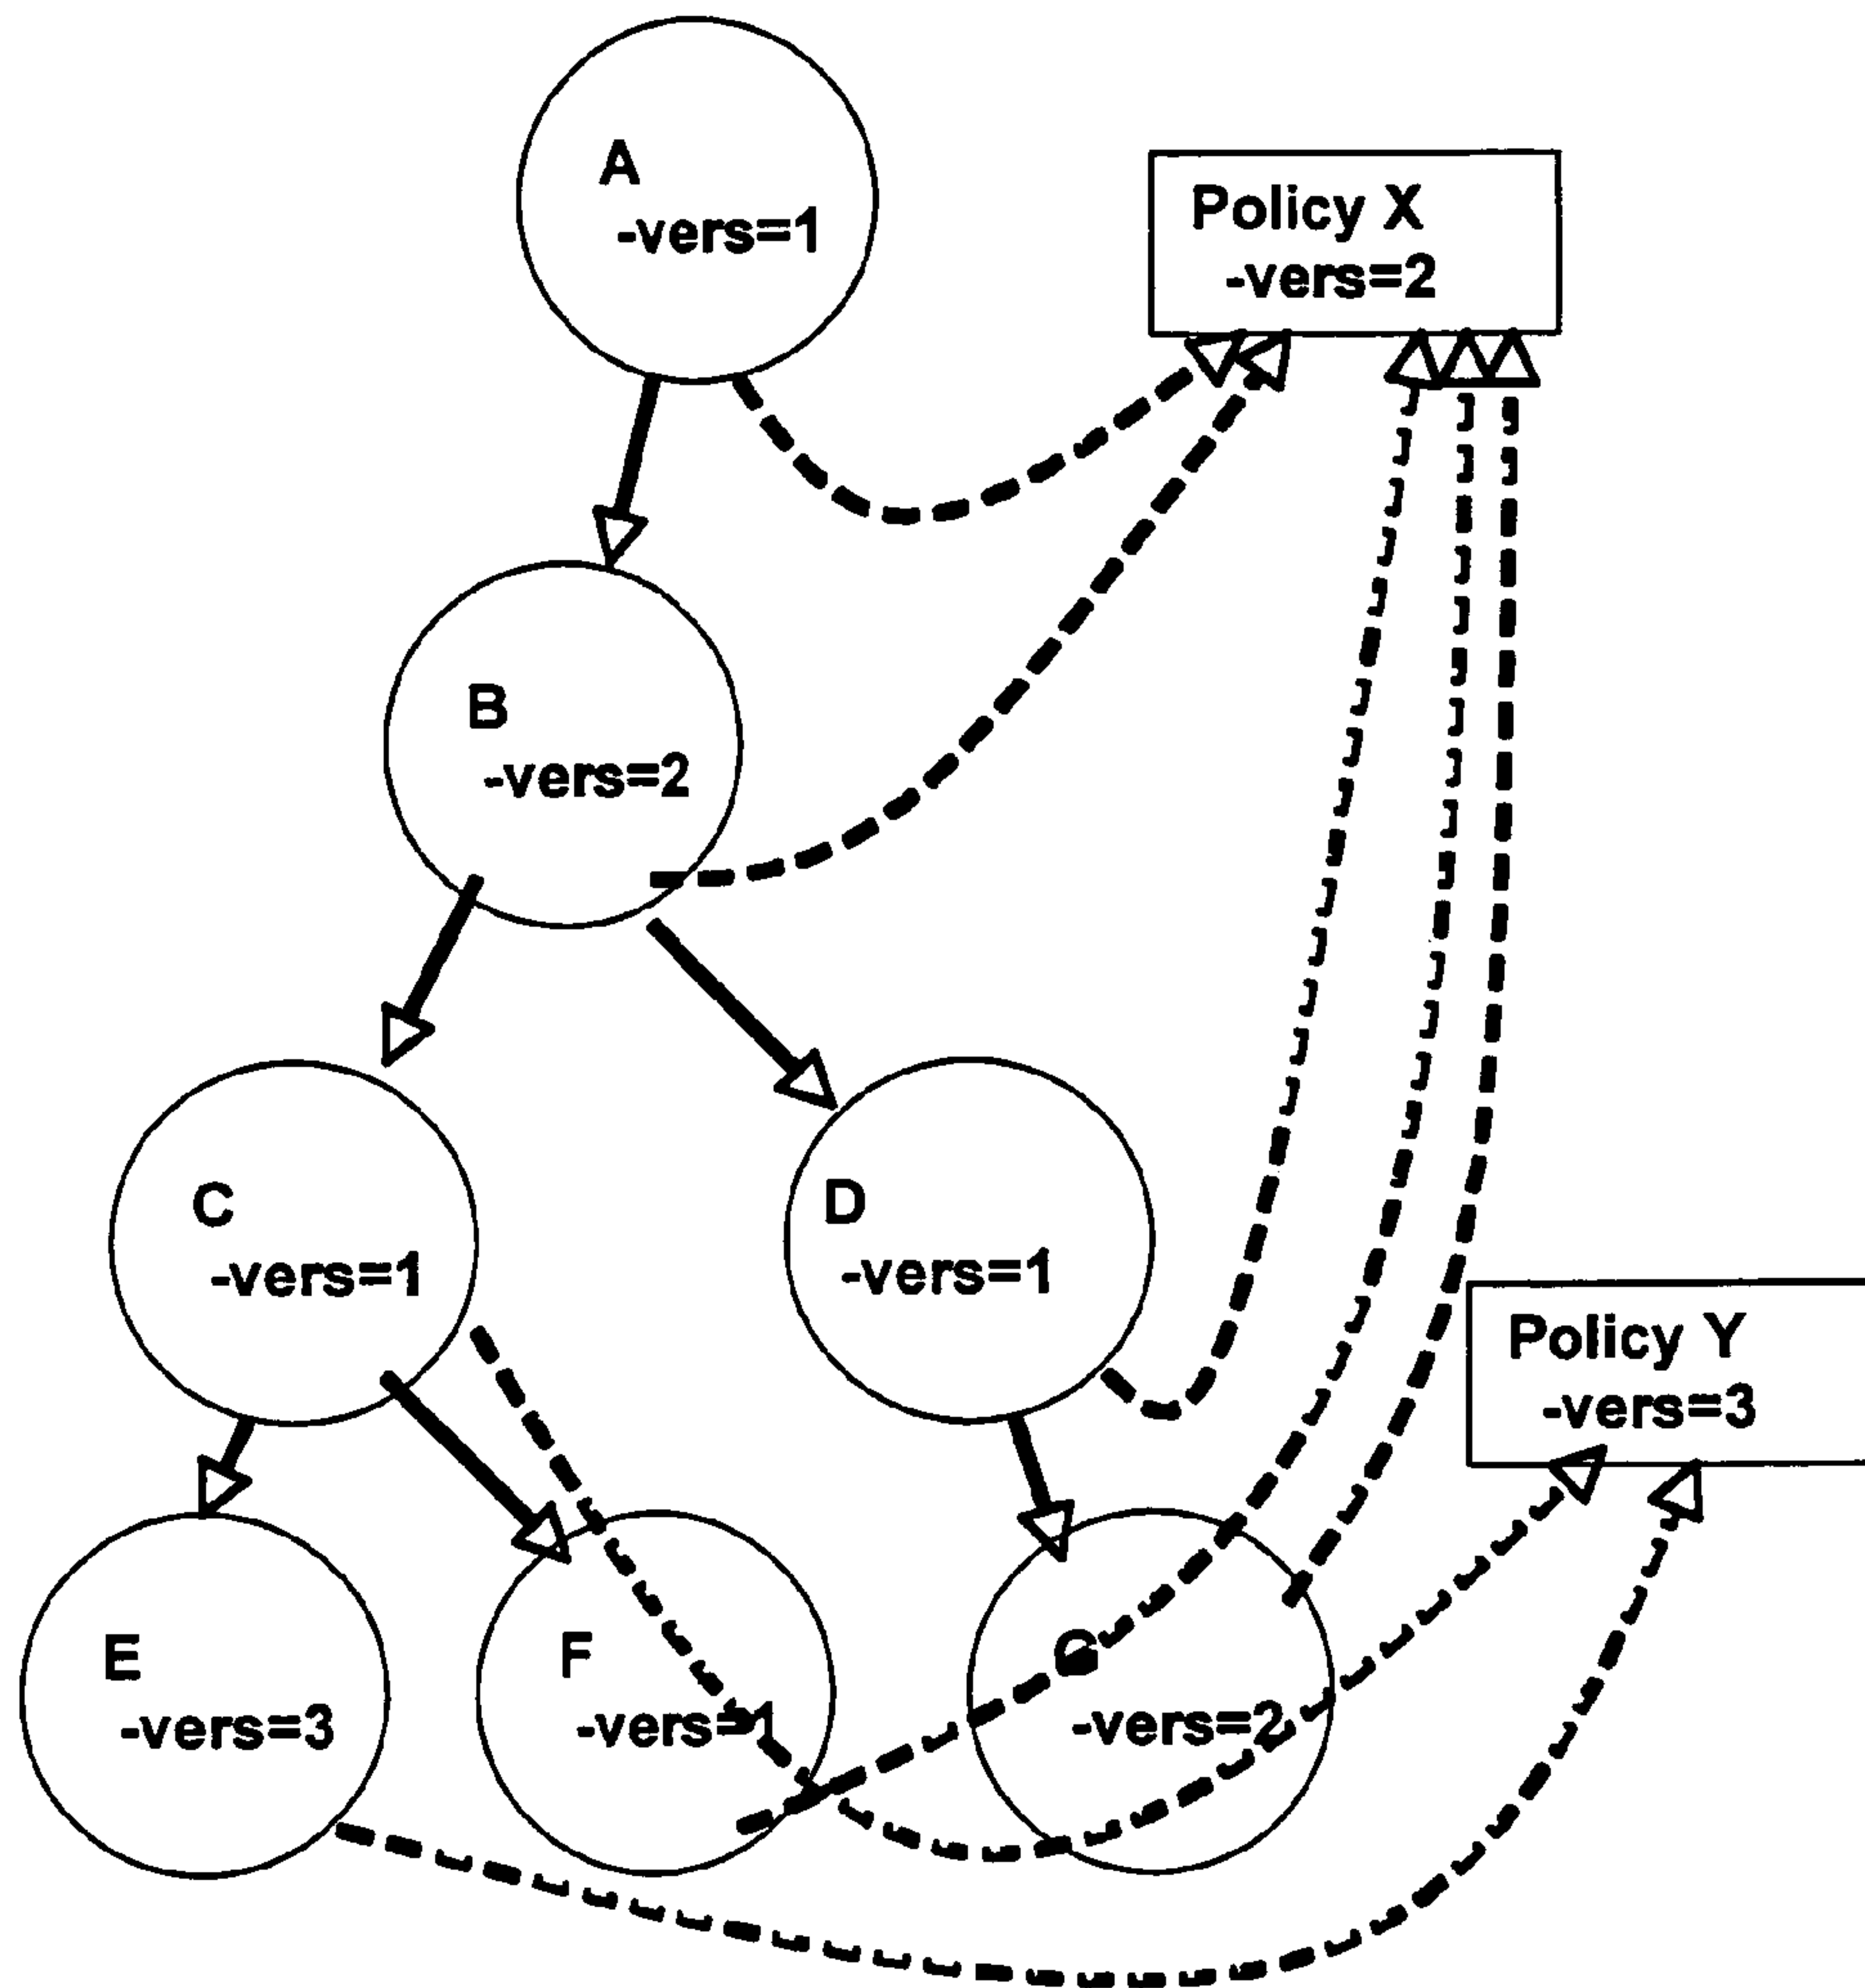 A
-vers=1
Policy X
-vers=2
B
-vers=2
C
-vers=1
D
-vers=1
Policy Y
-vers=3
E
-vers=3
F
-vers=1
G
-vers=2